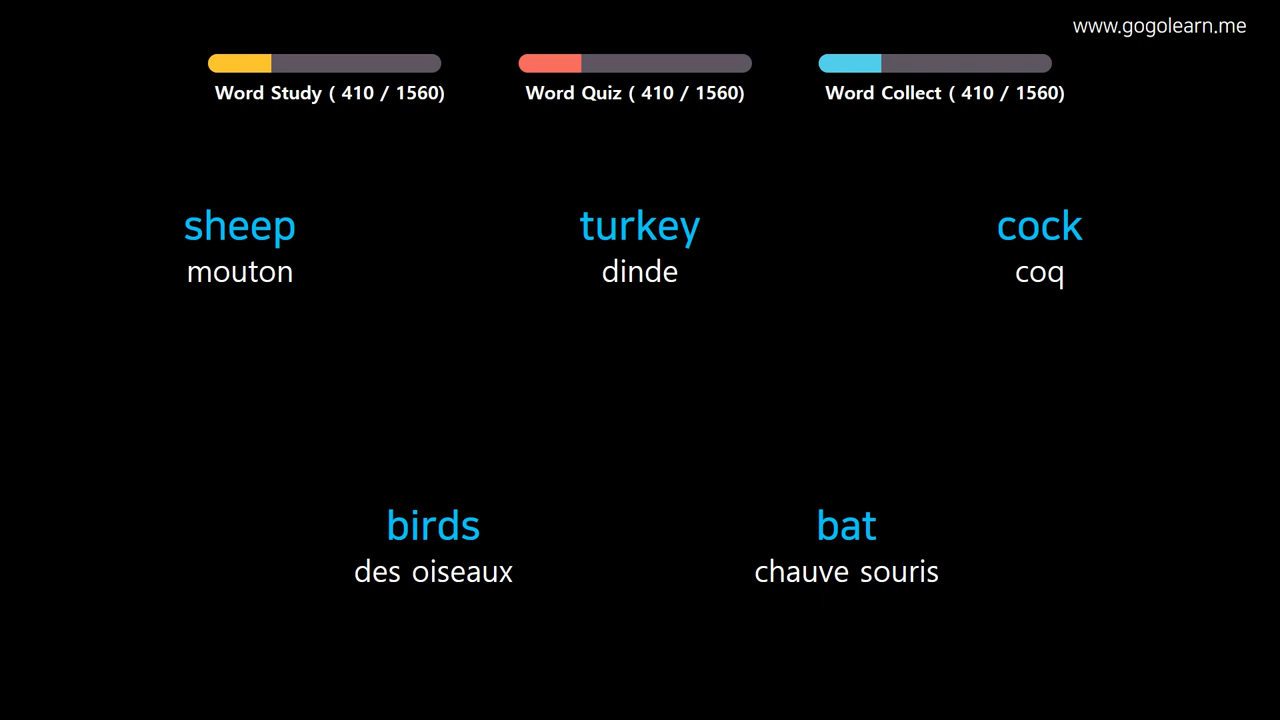 www.gogolearn.me
Word Study ( 410 / 1560)
Word Quiz ( 410 / 1560)
Word Collect ( 410 / 1560)
sheep
mouton
turkey
dinde
cock
coq
birds
des oiseaux
bat
chauve souris